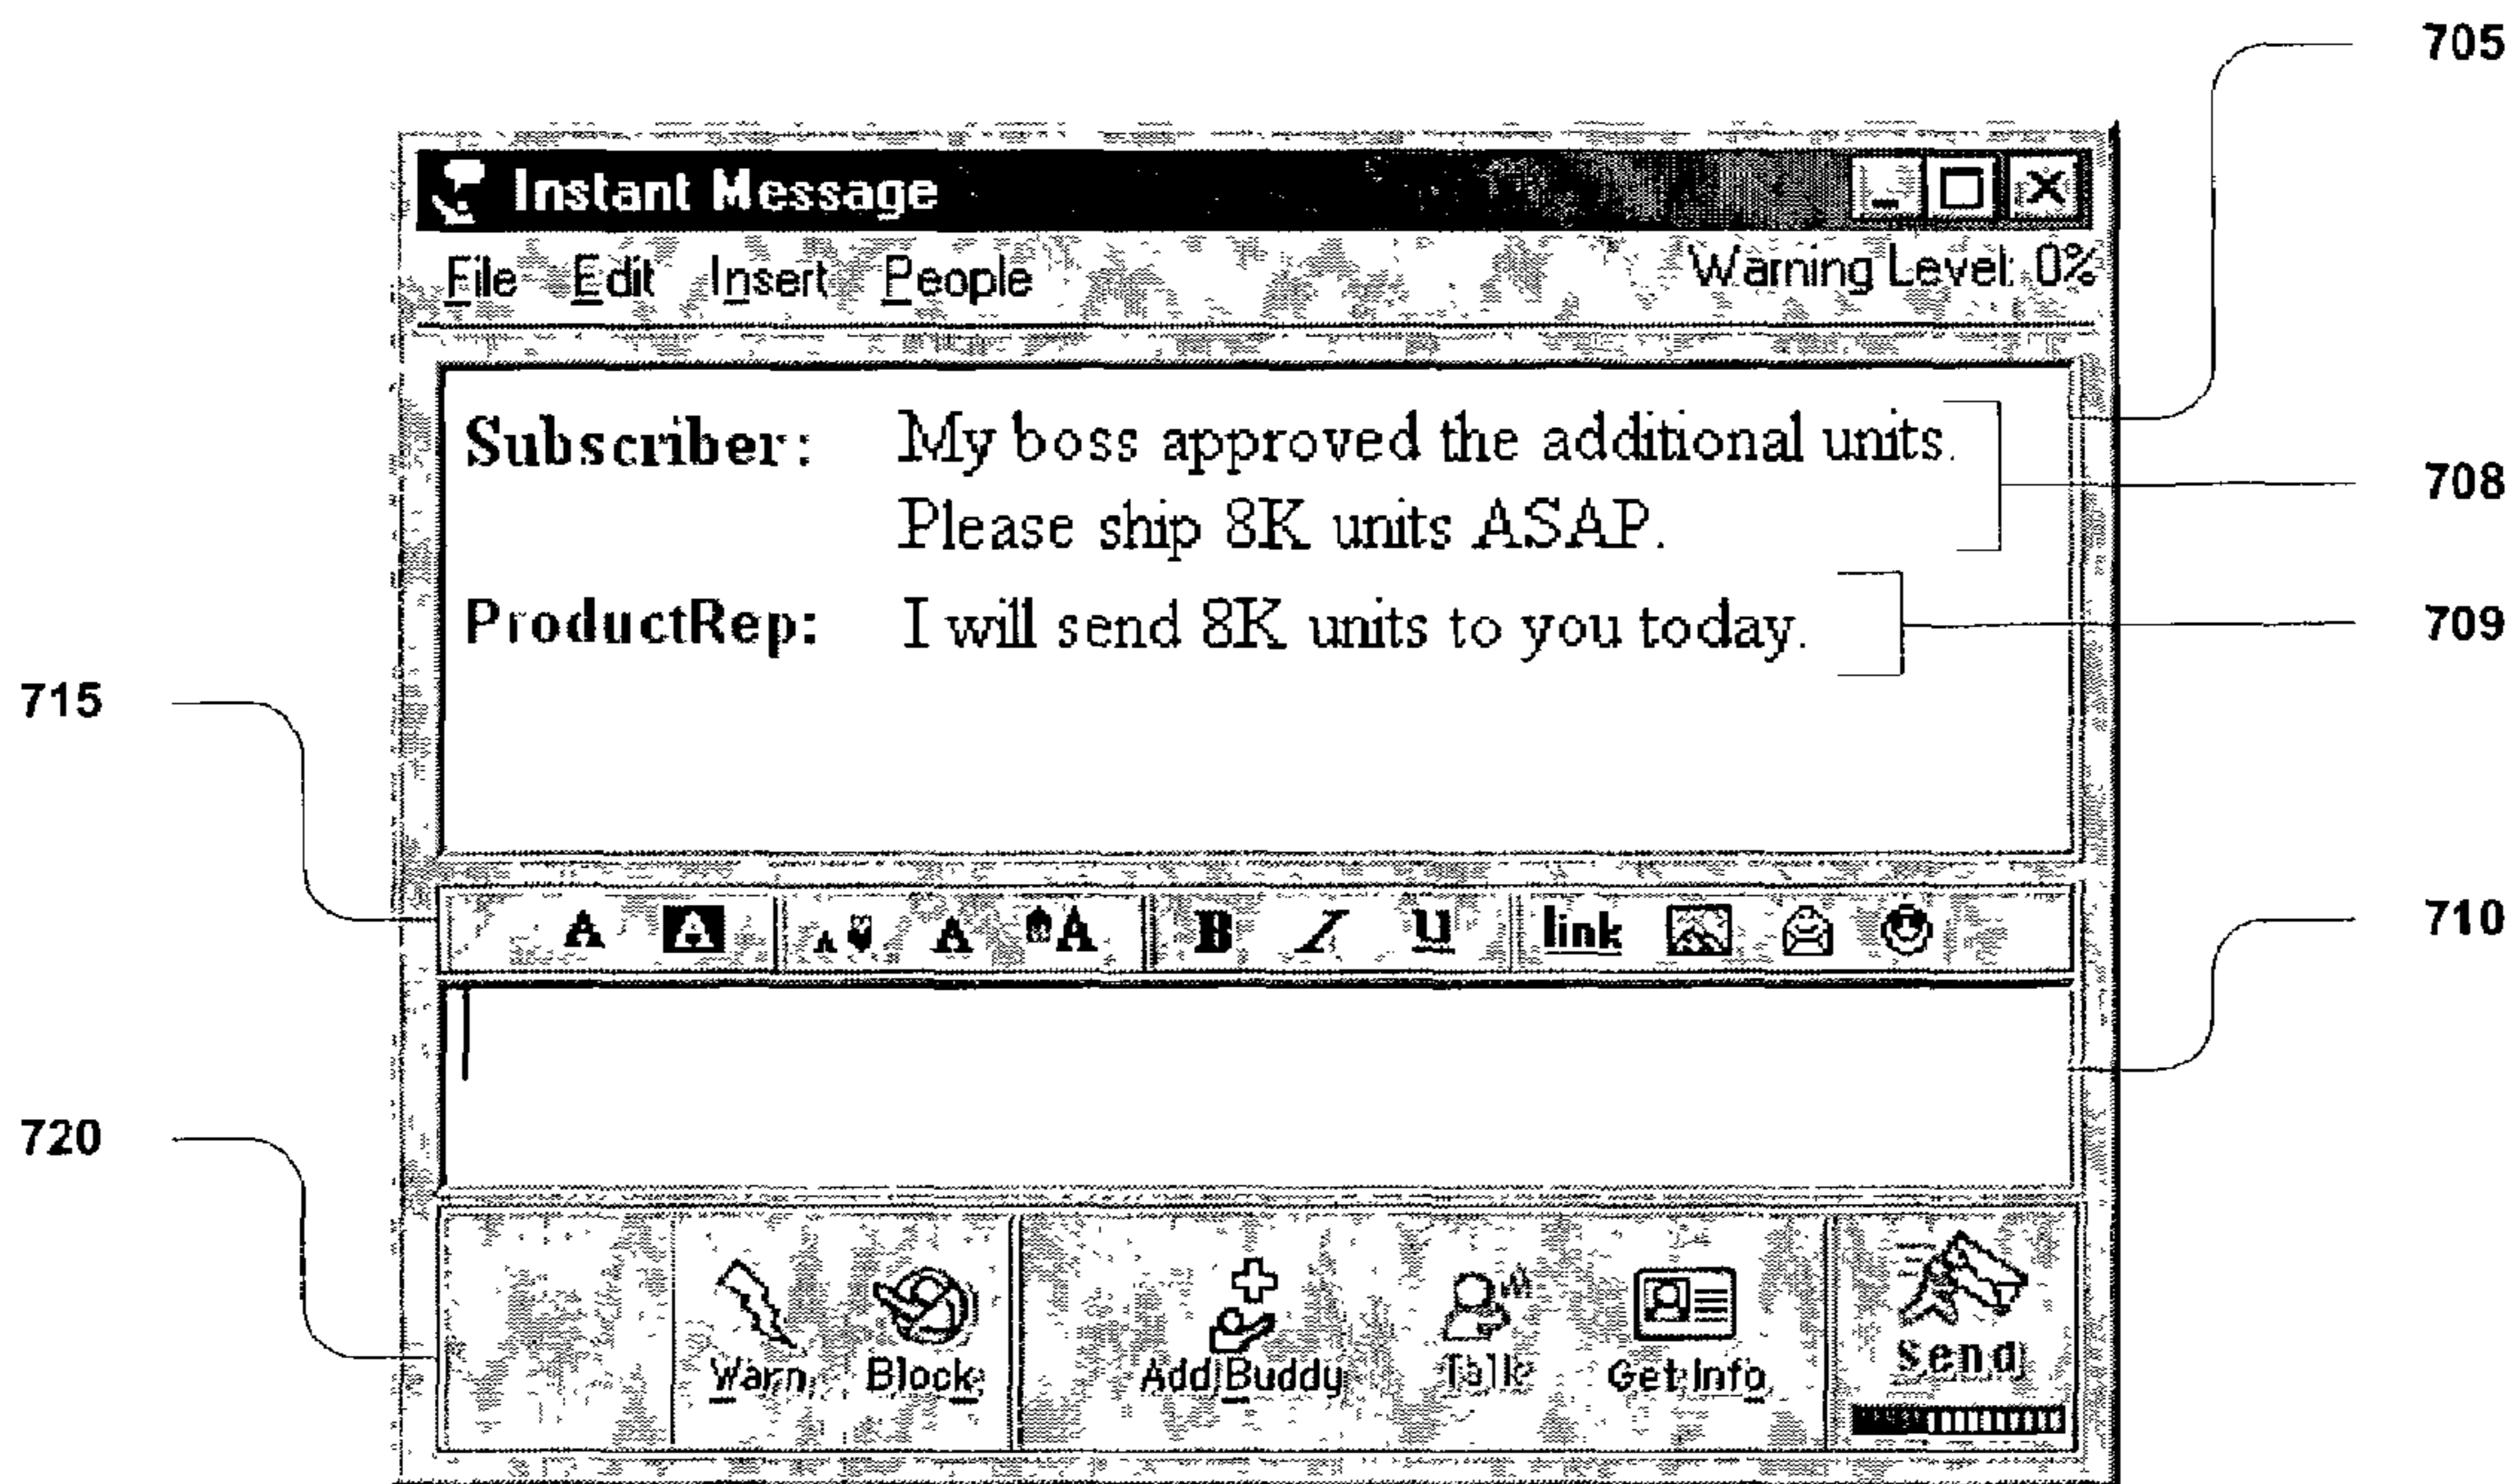 705
Instant Message
File Edit Insert People Warning Level: 0%
Subscriber: My boss approved the additional units.
Please ship 8K units ASAP.
708
ProductRep: I will send 8K units to you today.
709
715
A A A A A B I U link
710
720
Warn Block Add Buddy Talk Get Info Send